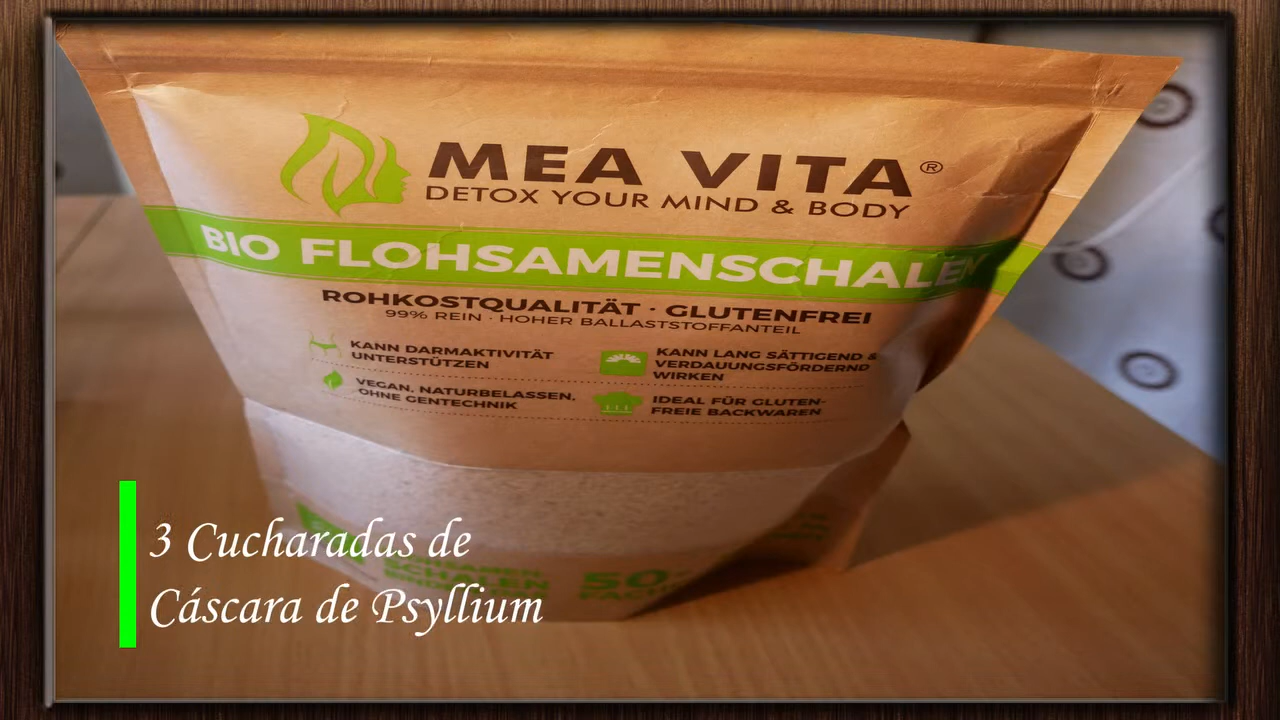 MEA VITA®
DETOX YOUR MIND & BODY
BIO FLOHSAMENSCHALEN
ROHKOSTQUALITÄT · GLUTENFREI
99% REIN · HOHER BALLASTSTOFFANTEIL
KANN DARMAKTIVITÄT
UNTERSTÜTZEN
KANN LANG SÄTTIGEND &
VERDAUUNGSFÖRDERND
WIRKEN
VEGAN, NATURBELASSEN,
OHNE GENTECHNIK
IDEAL FÜR GLUTEN-
FREIE BACKWAREN
SCHALEN
3 Cucharadas de
Cáscara de Psyllium